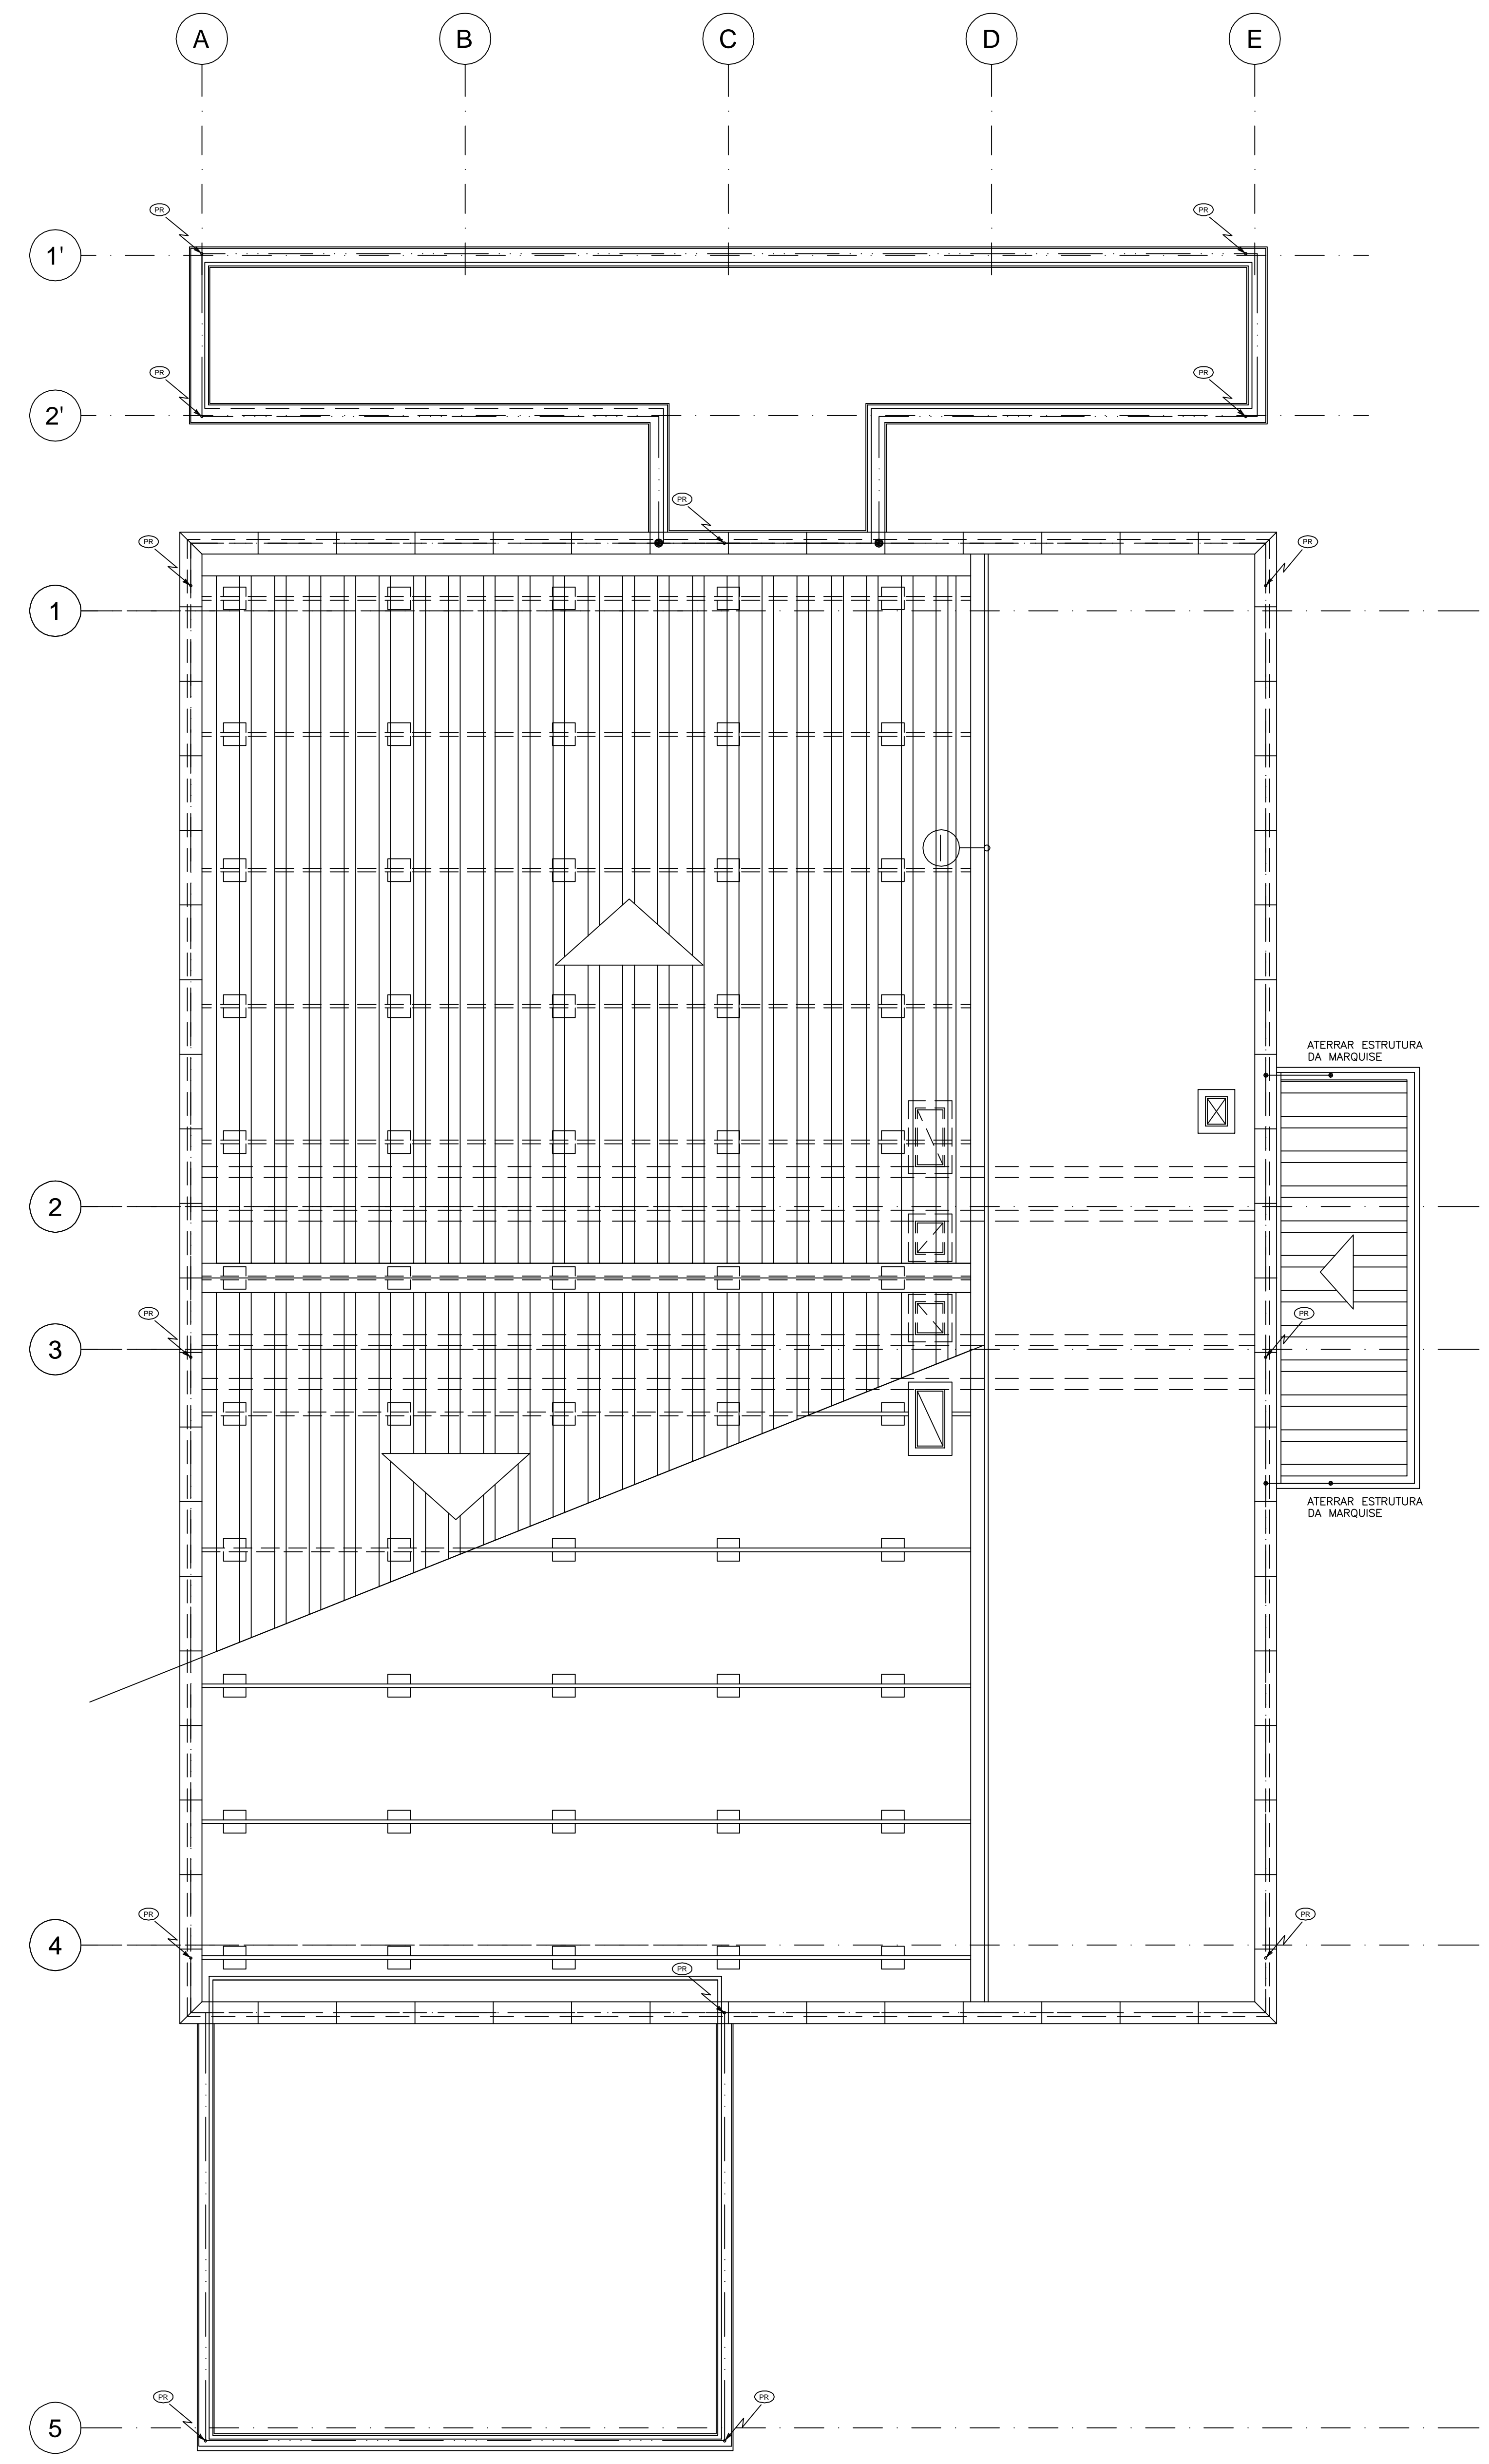 A B C D E
PR PR
1'
PR PR
2'
PR
PR PR
1
ATERRAR ESTRUTURA
DA MARQUISE
2
PR PR
3
ATERRAR ESTRUTURA
DA MARQUISE
PR PR
4
PR
PR PR
5